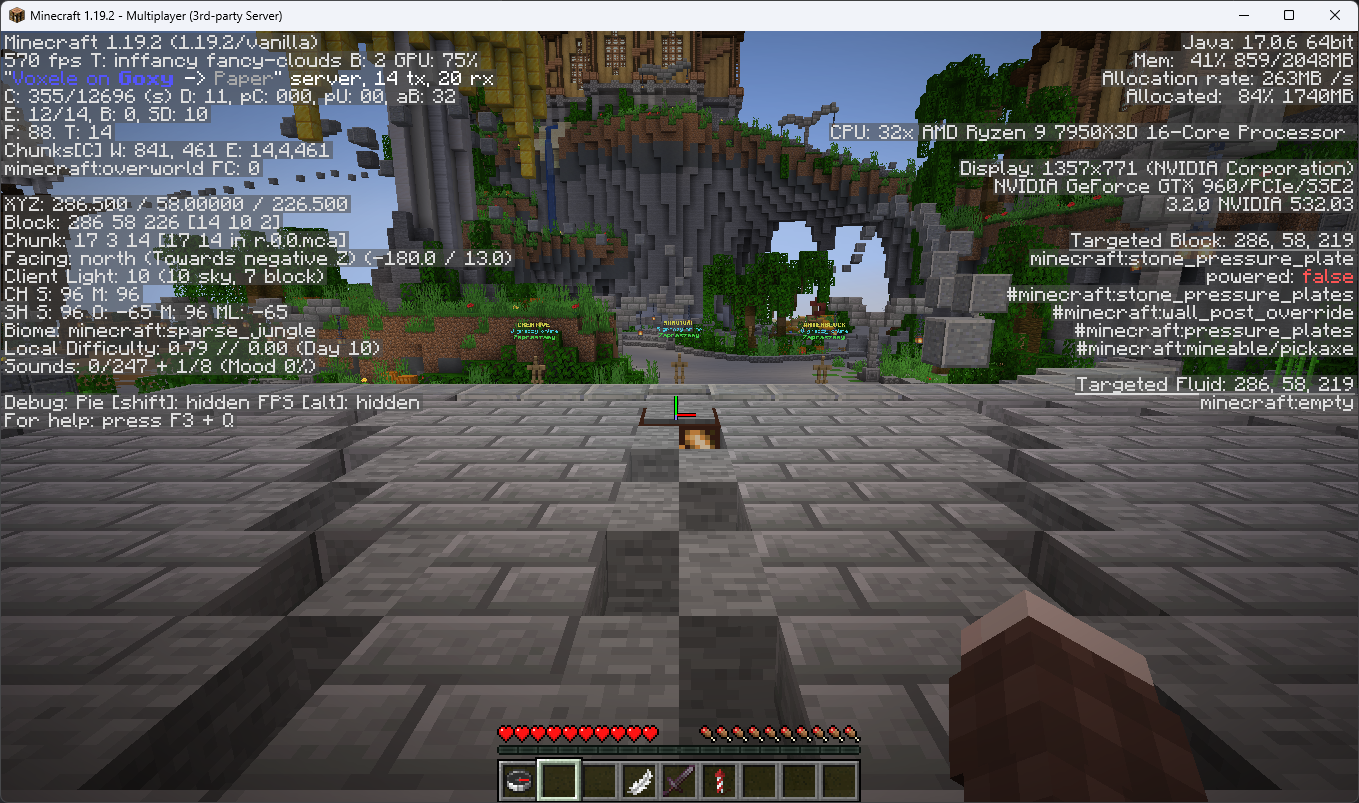 Minecraft 1.19.2 - Multiplayer (3rd-party Server)
Minecraft 1.19.2 (1.19.2/vanilla)
570 fps T: inffancy fancy-clouds B: 2 GPU: 75%
"Voxele on Goxy -> Paper" server, 14 tx, 20 rx
C: 355/12696 (s) D: 11, pC: 000, pU: 00, aB: 32
E: 12/14, B: 0, SD: 10
P: 88. T: 14
Chunks[C] W: 841, 461 E: 14,4,461
minecraft:overworld FC: 0
XYZ: 286.500 / 58.00000 / 226.500
Block: 286 58 226 [14 10 2]
Chunk: 17 3 14 [17 14 in r.0.0.mca]
Facing: north (Towards negative Z) (-180.0 / 13.0)
Client Light: 10 (10 sky, 7 block)
CH S: 96 M: 96
SH S: 96 O: -65 M: 96 ML: -65
Biome: minecraft:sparse_jungle
Local Difficulty: 0.79 // 0.00 (Day 10)
Sounds: 0/247 + 1/8 (Mood 0%)
Debug: Pie [shift]: hidden FPS [alt]: hidden
For help: press F3 + Q
Java: 17.0.6 64bit
Mem: 41% 859/2048MB
Allocation rate: 263MB /s
Allocated: 84% 1740MB
CPU: 32x AMD Ryzen 9 7950X3D 16-Core Processor
Display: 1357x771 (NVIDIA Corporation)
NVIDIA GeForce GTX 960/PCIe/SSE2
3.2.0 NVIDIA 532.03
Targeted Block: 286, 58, 219
minecraft:stone_pressure_plate
powered: false
#minecraft:stone_pressure_plates
#minecraft:wall_post_override
#minecraft:pressure_plates
#minecraft:mineable/pickaxe
Targeted Fluid: 286, 58, 219
minecraft:empty
CREATIVE
Zapraszamy
SURVIVAL
Zapraszamy
Zapraszamy